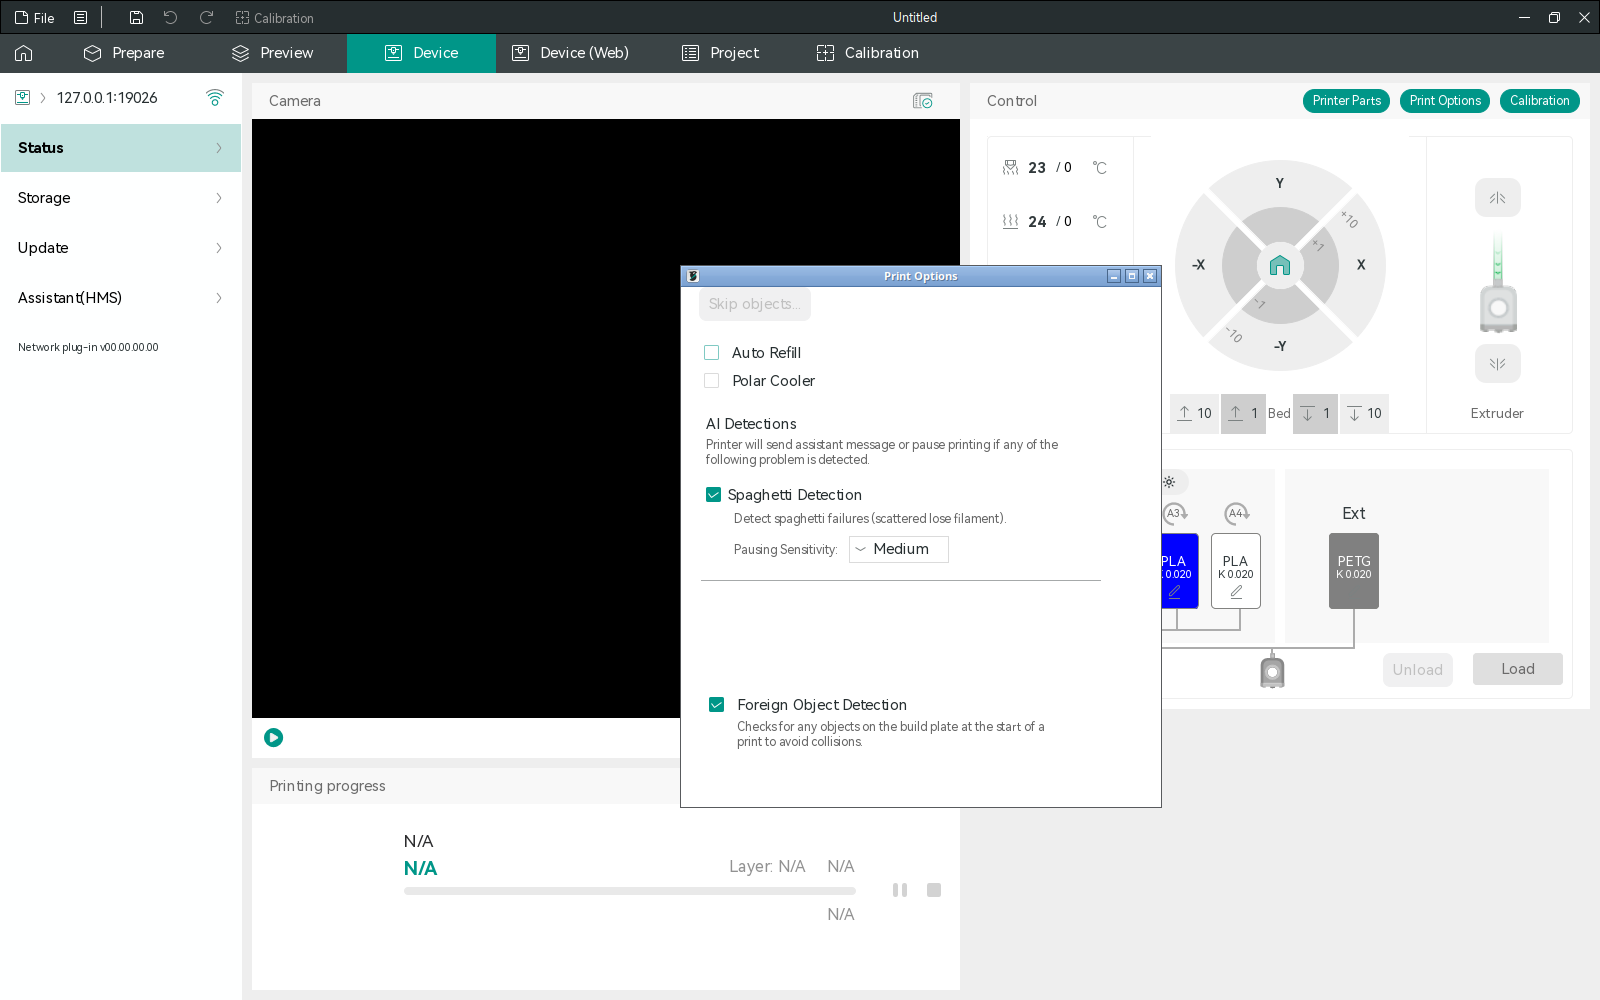 File
Calibration
Untitled
Prepare
Preview
Device
Device (Web)
Project
Calibration
127.0.0.1:19026
Status
Storage
Update
Assistant(HMS)
Network plug-in v00.00.00.00
Camera
Control
Printer Parts
Print Options
Calibration
23 / 0 °C
24 / 0 °C
Y
+10
+1
-X
X
-1
-10
-Y
10
1
Bed
1
10
Extruder
Print Options
Skip objects...
Auto Refill
Polar Cooler
AI Detections
Printer will send assistant message or pause printing if any of the
following problem is detected.
Spaghetti Detection
Detect spaghetti failures (scattered lose filament).
Pausing Sensitivity:
Medium
Foreign Object Detection
Checks for any objects on the build plate at the start of a
print to avoid collisions.
A3
A4
Ext
PLA
0.020
PLA
K 0.020
PETG
K 0.020
Unload
Load
Printing progress
N/A
N/A
Layer: N/A
N/A
N/A